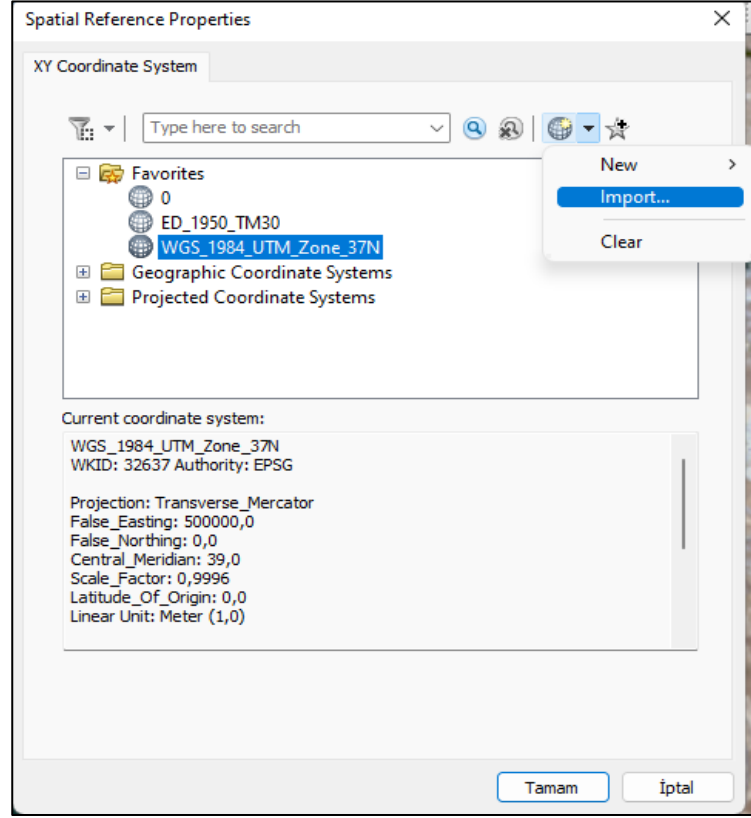 Spatial Reference Properties
XY Coordinate System
Type here to search
New
Import...
Clear
Favorites
0
ED_1950_TM30
WGS_1984_UTM_Zone_37N
Geographic Coordinate Systems
Projected Coordinate Systems
Current coordinate system:
WGS_1984_UTM_Zone_37N
WKID: 32637 Authority: EPSG
Projection: Transverse_Mercator
False_Easting: 500000,0
False_Northing: 0,0
Central_Meridian: 39,0
Scale_Factor: 0,9996
Latitude_Of_Origin: 0,0
Linear Unit: Meter (1,0)
Tamam
İptal